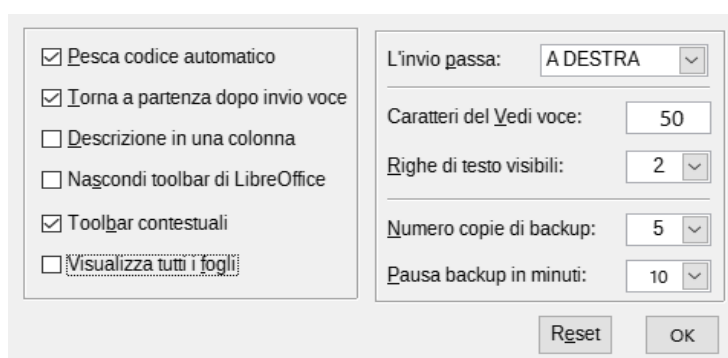 Pesca codice automatico
Torna a partenza dopo invio voce
Descrizione in una colonna
Nascondi toolbar di LibreOffice
Toolbar contestuali
Visualizza tutti i fogli
L'invio passa: A DESTRA
Caratteri del Vedi voce: 50
Righe di testo visibili: 2
Numero copie di backup: 5
Pausa backup in minuti: 10
Reset OK